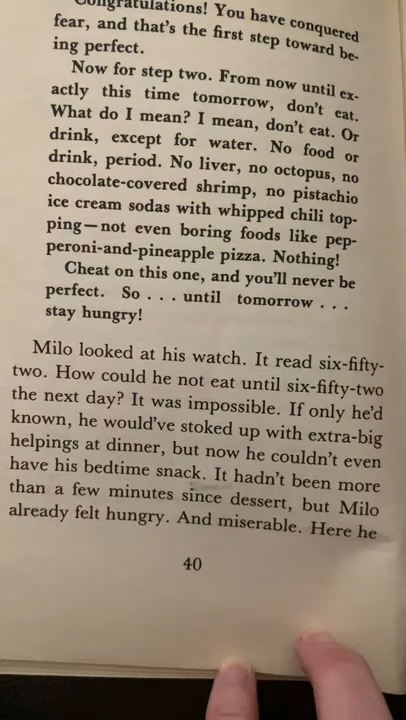 Congratulations! You have conquered
fear, and that's the first step toward be-
ing perfect.
Now for step two. From now until ex-
actly this time tomorrow, don't eat.
What do I mean? I mean, don't eat. Or
drink, except for water. No food or
drink, period. No liver, no octopus, no
chocolate-covered shrimp, no pistachio
ice cream sodas with whipped chili top-
ping—not even boring foods like pep-
peroni-and-pineapple pizza. Nothing!
Cheat on this one, and you'll never be
perfect. So . . . until tomorrow . . .
stay hungry!
Milo looked at his watch. It read six-fifty-
two. How could he not eat until six-fifty-two
the next day? It was impossible. If only he'd
known, he would've stoked up with extra-big
helpings at dinner, but now he couldn't even
have his bedtime snack. It hadn't been more
than a few minutes since dessert, but Milo
already felt hungry. And miserable. Here he
40